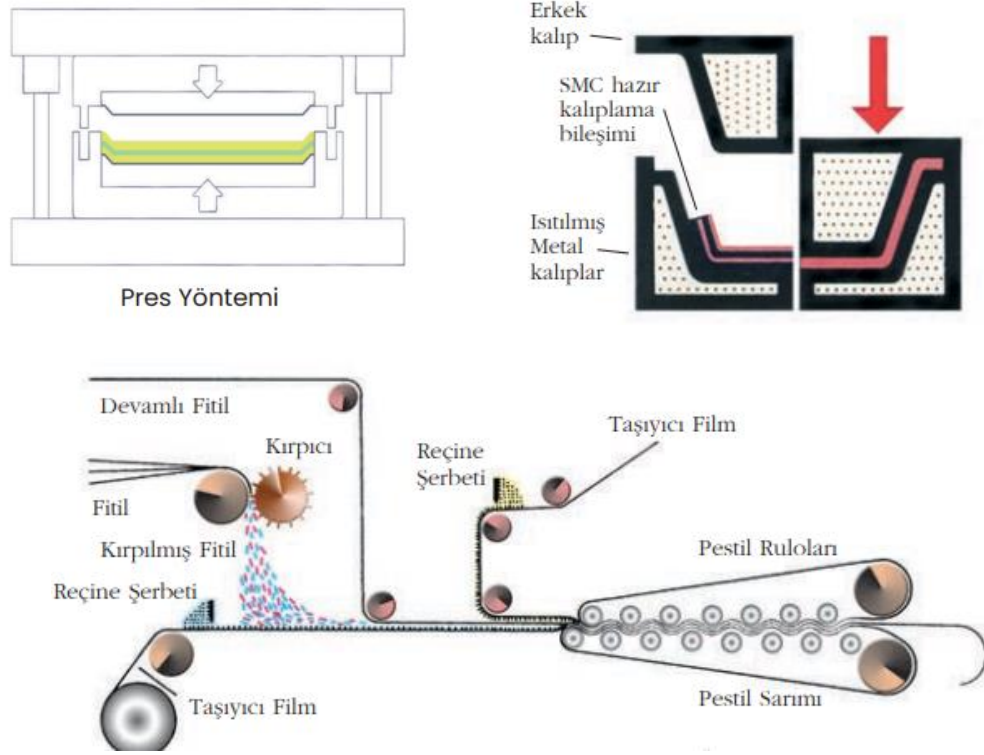 Pres Yöntemi
Erkek
kalıp
SMC hazır
kalıplama
bileşimi
Isıtılmış
Metal
kalıplar
Devamlı Fitil
Kırpıcı
Fitil
Kırpılmış Fitil
Reçine Şerbeti
Taşıyıcı Film
Reçine
Şerbeti
Taşıyıcı Film
Pestil Ruloları
Pestil Sarımı